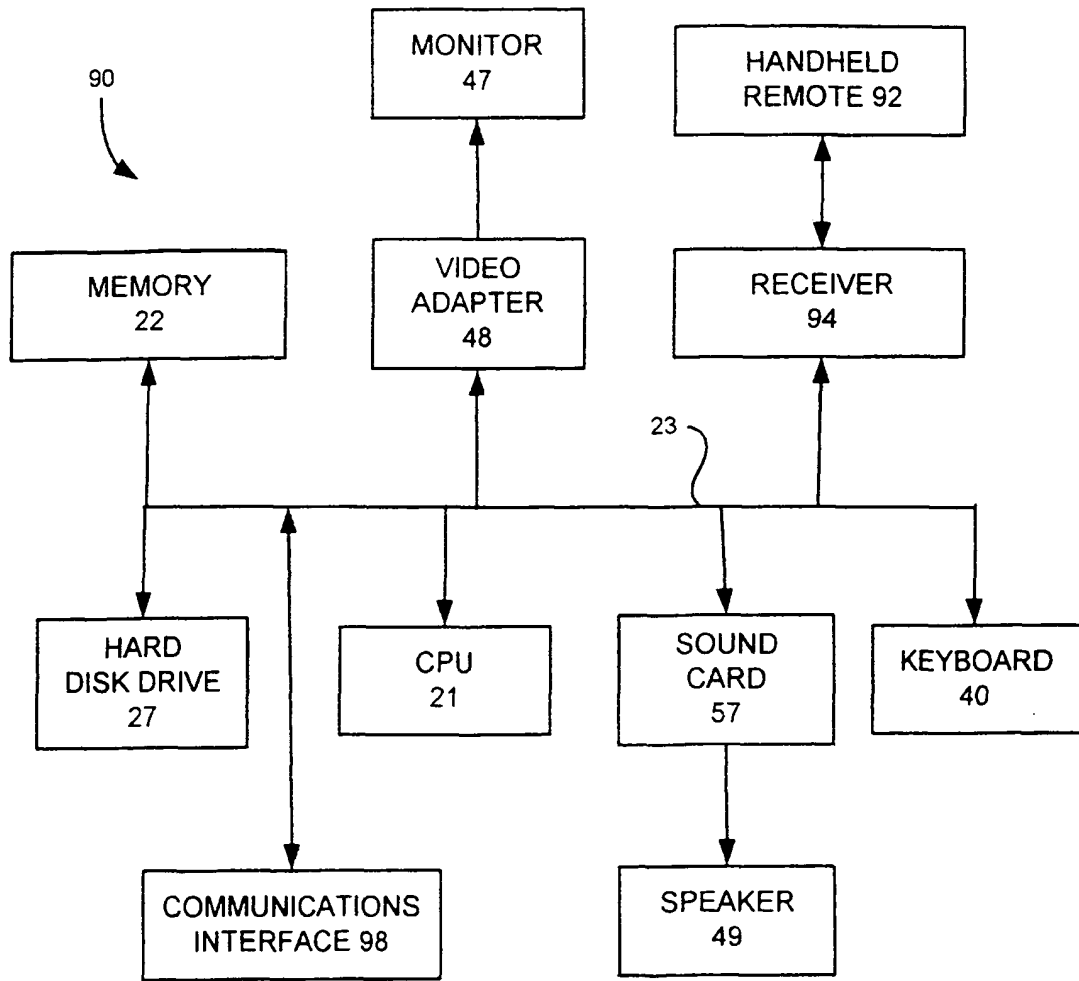 MONITOR
47
HANDHELD
REMOTE 92
90
MEMORY
22
VIDEO
ADAPTER
48
RECEIVER
94
23
HARD
DISK DRIVE
27
CPU
21
SOUND
CARD
57
KEYBOARD
40
COMMUNICATIONS
INTERFACE 98
SPEAKER
49